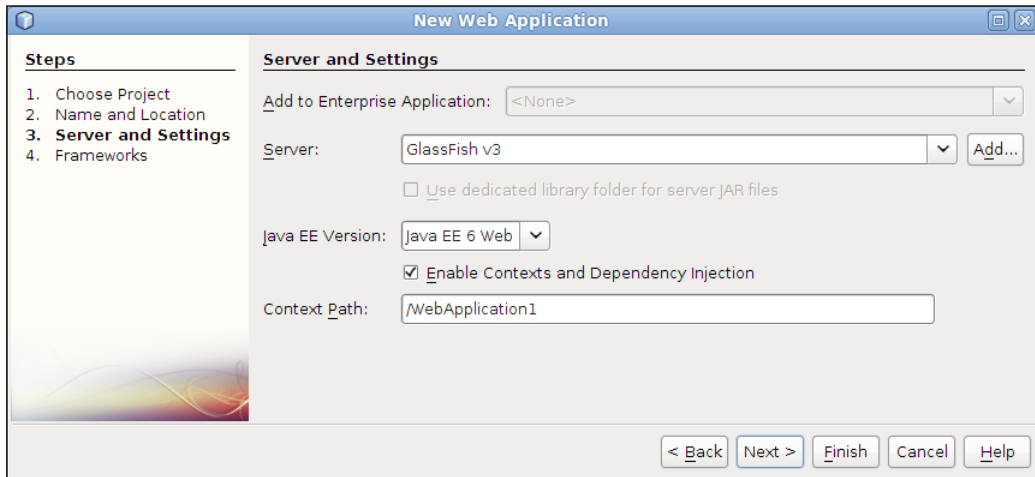 New Web Application
Steps
1. Choose Project
2. Name and Location
3. Server and Settings
4. Frameworks
Server and Settings
Add to Enterprise Application: <None>
Server: GlassFish v3 Add...
Use dedicated library folder for server JAR files
Java EE Version: Java EE 6 Web
Enable Contexts and Dependency Injection
Context Path: /WebApplication1
< Back Next > Finish Cancel Help